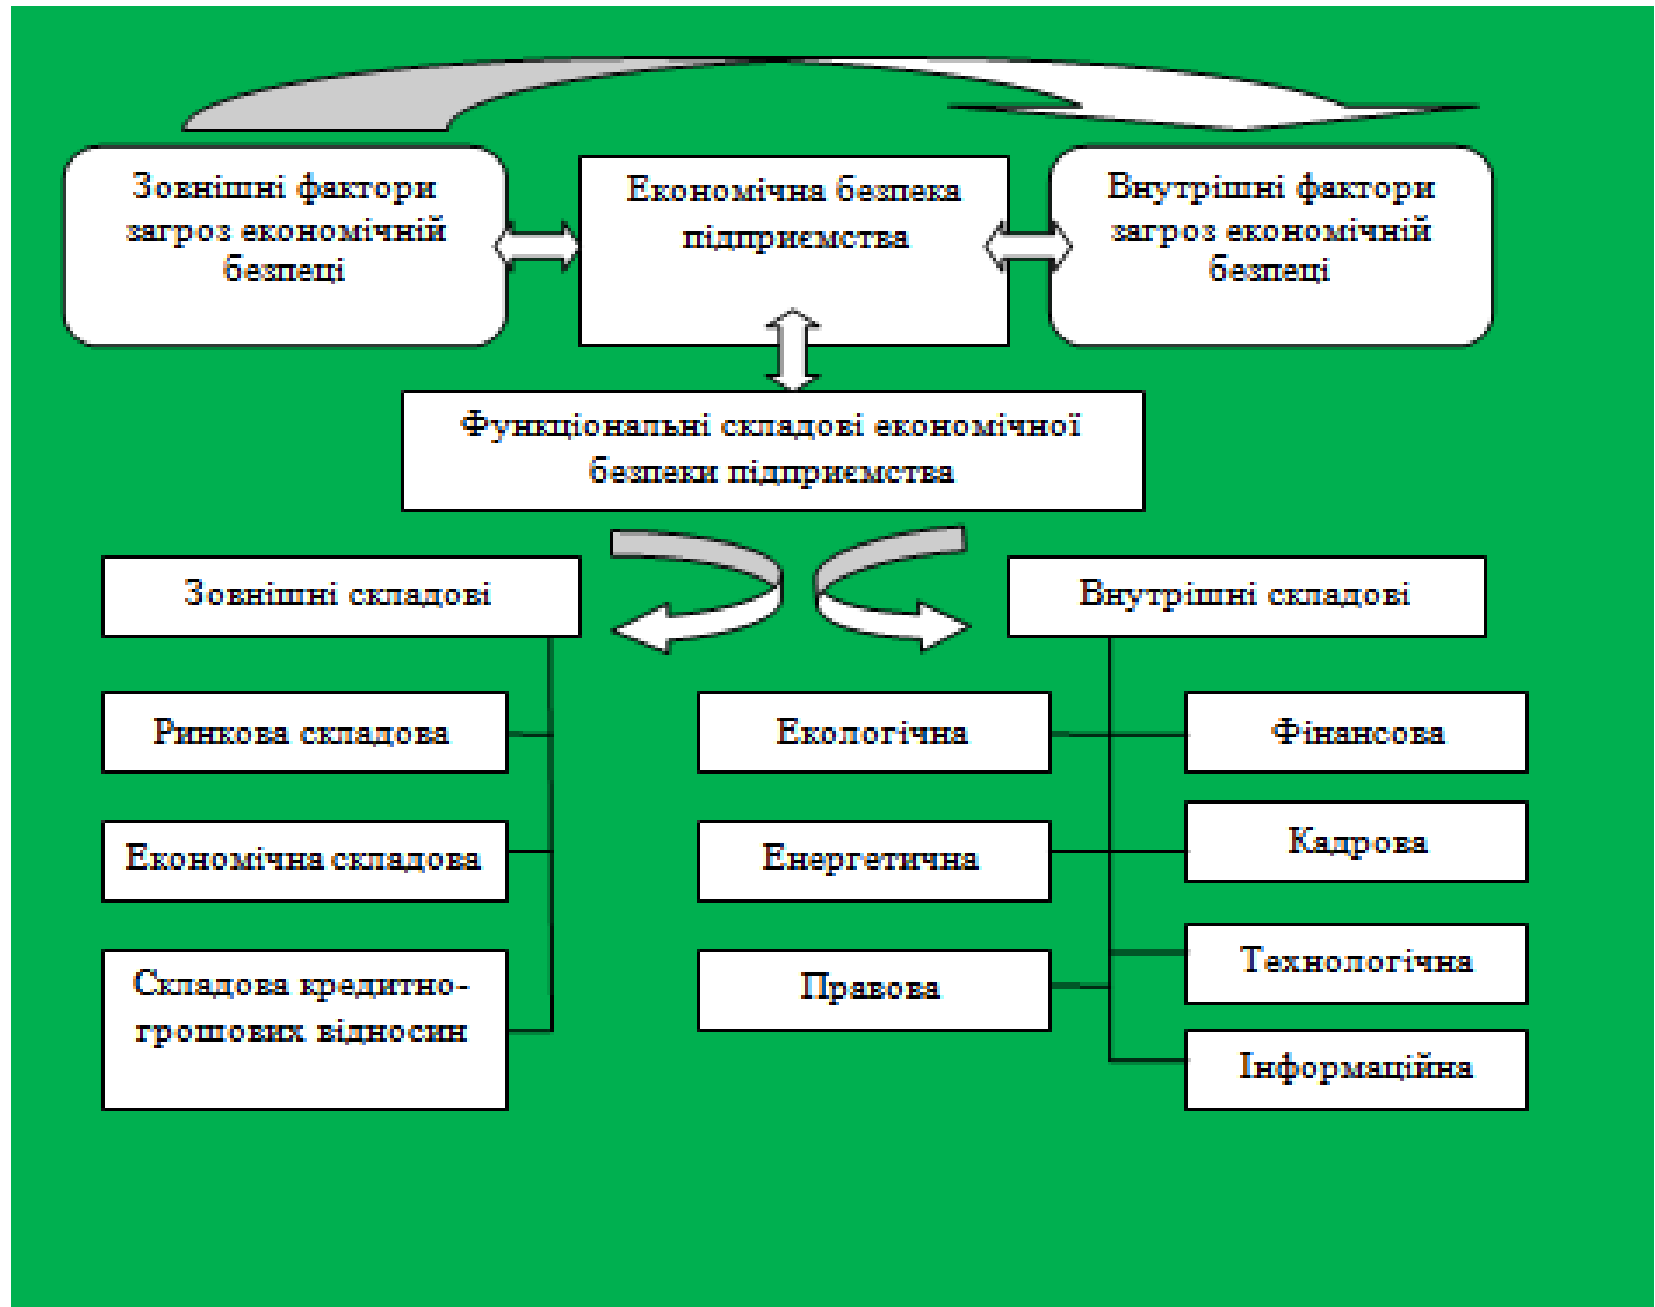 Зовнішні фактори
загроз економічній
безпеці
Економічна безпека
підприємства
Внутрішні фактори
загроз економічній
безпеці
Функціональні складові економічної
безпеки підприємства
Зовнішні складові
Внутрішні складові
Ринкова складова
Екологічна
Фінансова
Економічна складова
Енергетична
Кадрова
Складова кредитно-
грошових відносин
Правова
Технологічна
Інформаційна